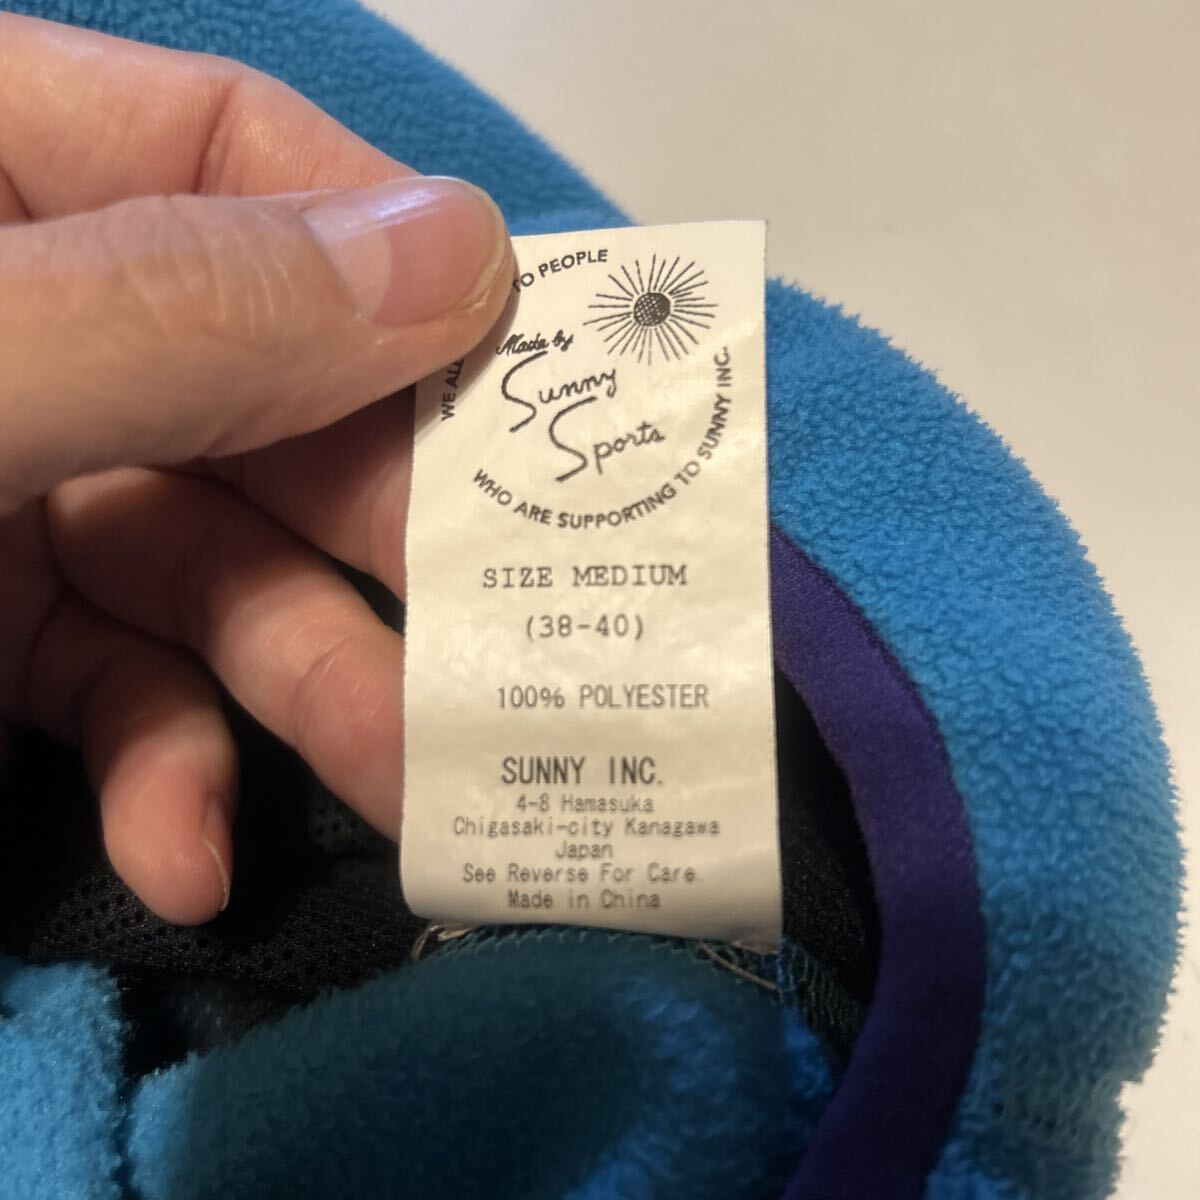 WE
TO PEOPLE
Made by
Sunny
Sports
WHO ARE SUPPORTING TO SUNNY INC.
SIZE MEDIUM
(38-40)
100% POLYESTER
SUNNY INC.
4-8 Hamasuka
Chigasaki-city Kanagawa
Japan
See Reverse For Care.
Made in China